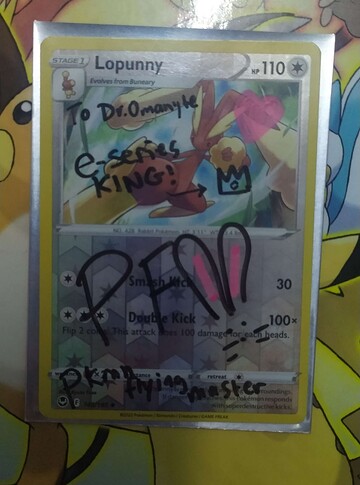 STAGE 1
Lopunny
HP 110
Evolves from Buneary
To Dr.Omanyte
e-series
KING!
PFM
Smash Kick
30
Double Kick
100×
Flip 2 coins. This attack does 100 damage for each heads.
retreat
PKMN
flying master